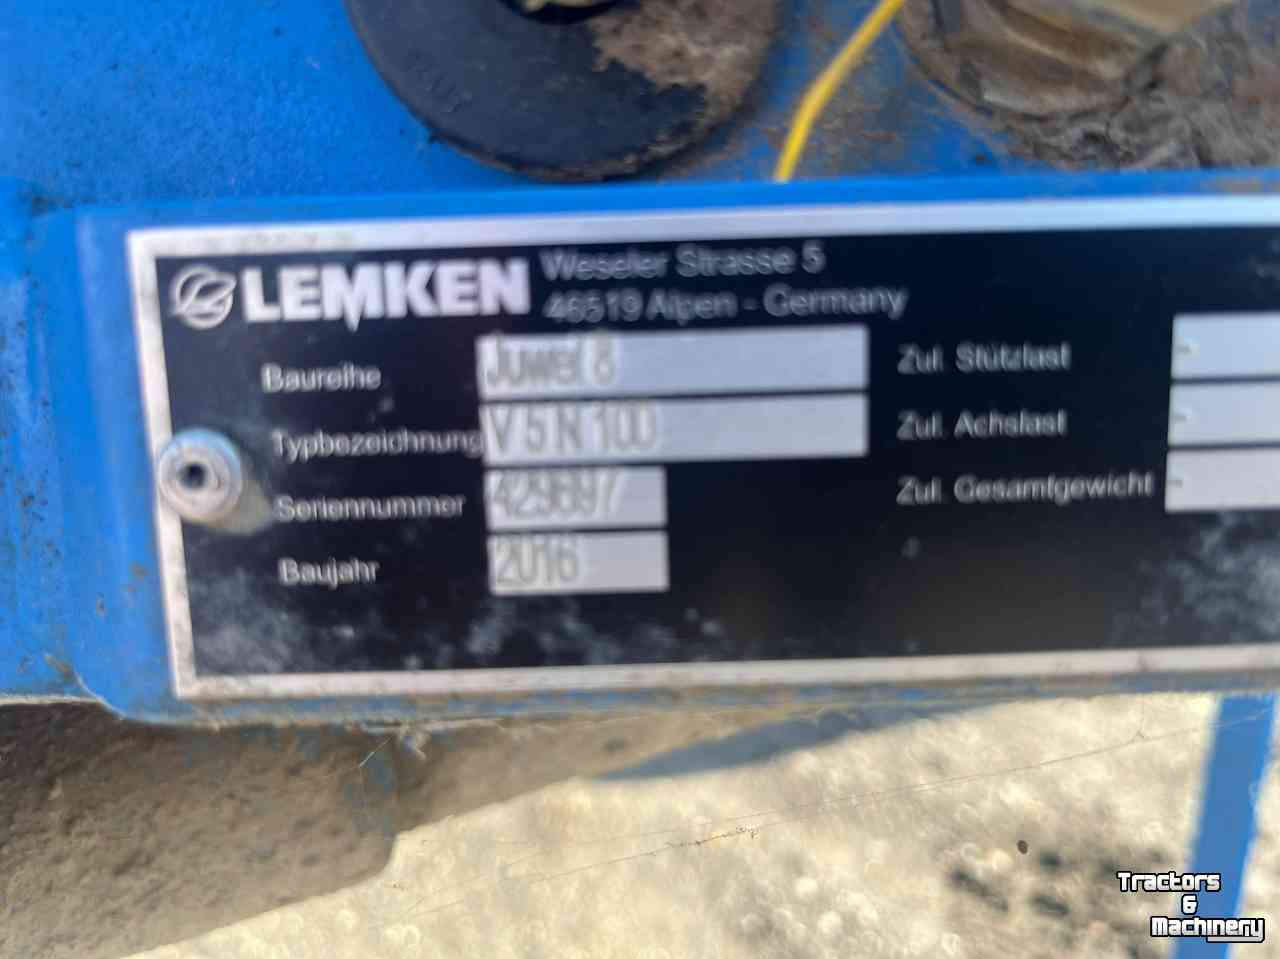 LEMKEN
Weseler Strasse 5
46519 Alpen - Germany
Baureihe Juwel 8
Typbezeichnung V 5 N 100
Seriennummer 429697
Baujahr 2016
Zul. Stützlast -
Zul. Achslast -
Zul. Gesamtgewicht -
Tractors
&
Machinery